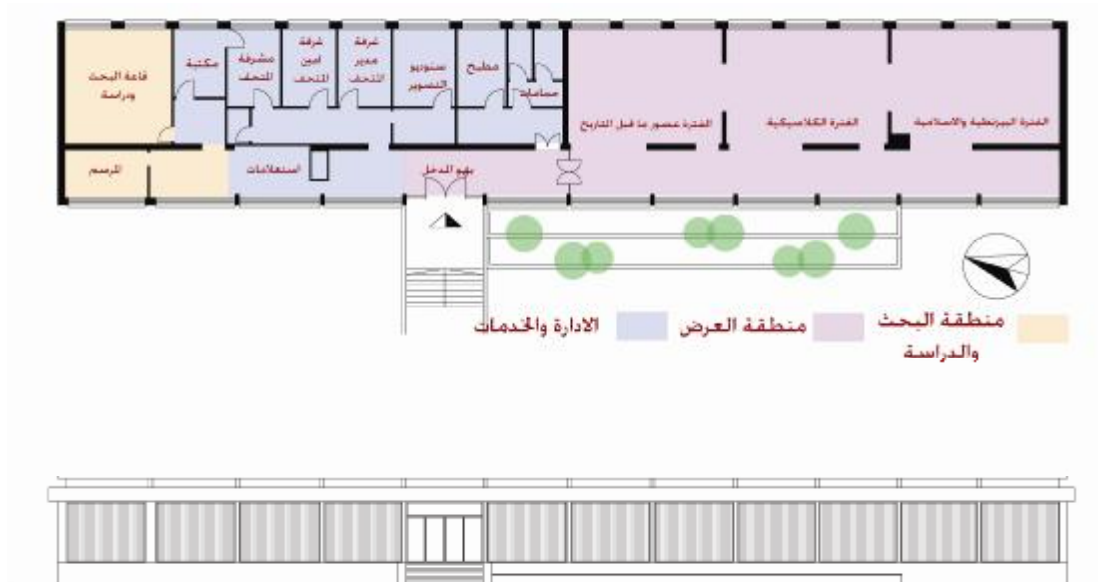 قاعة البحث
ودراسة
مكتبة
مشرفة
المتحف
غرفة
امين
المتحف
غرفة
مدير
المتحف
ستوريو
التصوير
مطبخ
حمامات
الفترة عصور ما قبل التاريخ
الفترة الكلاسيكية
الفترة البيزنطية والاسلامية
المرسم
استعلامات
بهو المدخل
منطقة البحث
والدراسة
منطقة العرض
الادارة والخدمات